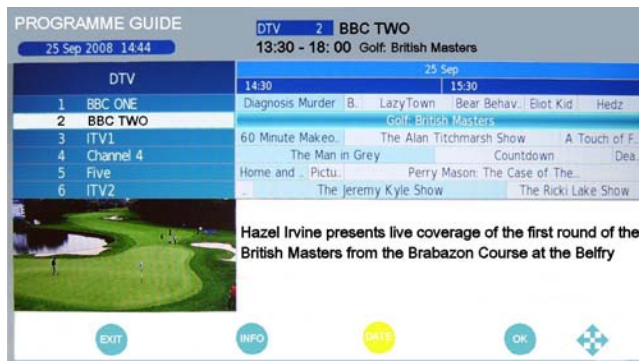 PROGRAMME GUIDE
25 Sep 2008 14:44
DTV 2 BBC TWO
13:30 - 18: 00 Golf: British Masters
DTV
25 Sep
14:30 15:30
1 BBC ONE Diagnosis Murder B. LazyTown Bear Behav.. Eliot Kid Hedz
2 BBC TWO Golf: British Masters
3 ITV1 60 Minute Makeo.. The Alan Titchmarsh Show A Touch of F..
4 Channel 4 The Man in Grey Countdown Dea.
5 Five Home and .. Pictu.. Perry Mason: The Case of The..
6 ITV2 .. The Jeremy Kyle Show The Ricki Lake Show
Hazel Irvine presents live coverage of the first round of the
British Masters from the Brabazon Course at the Belfry
EXIT INFO DATE OK